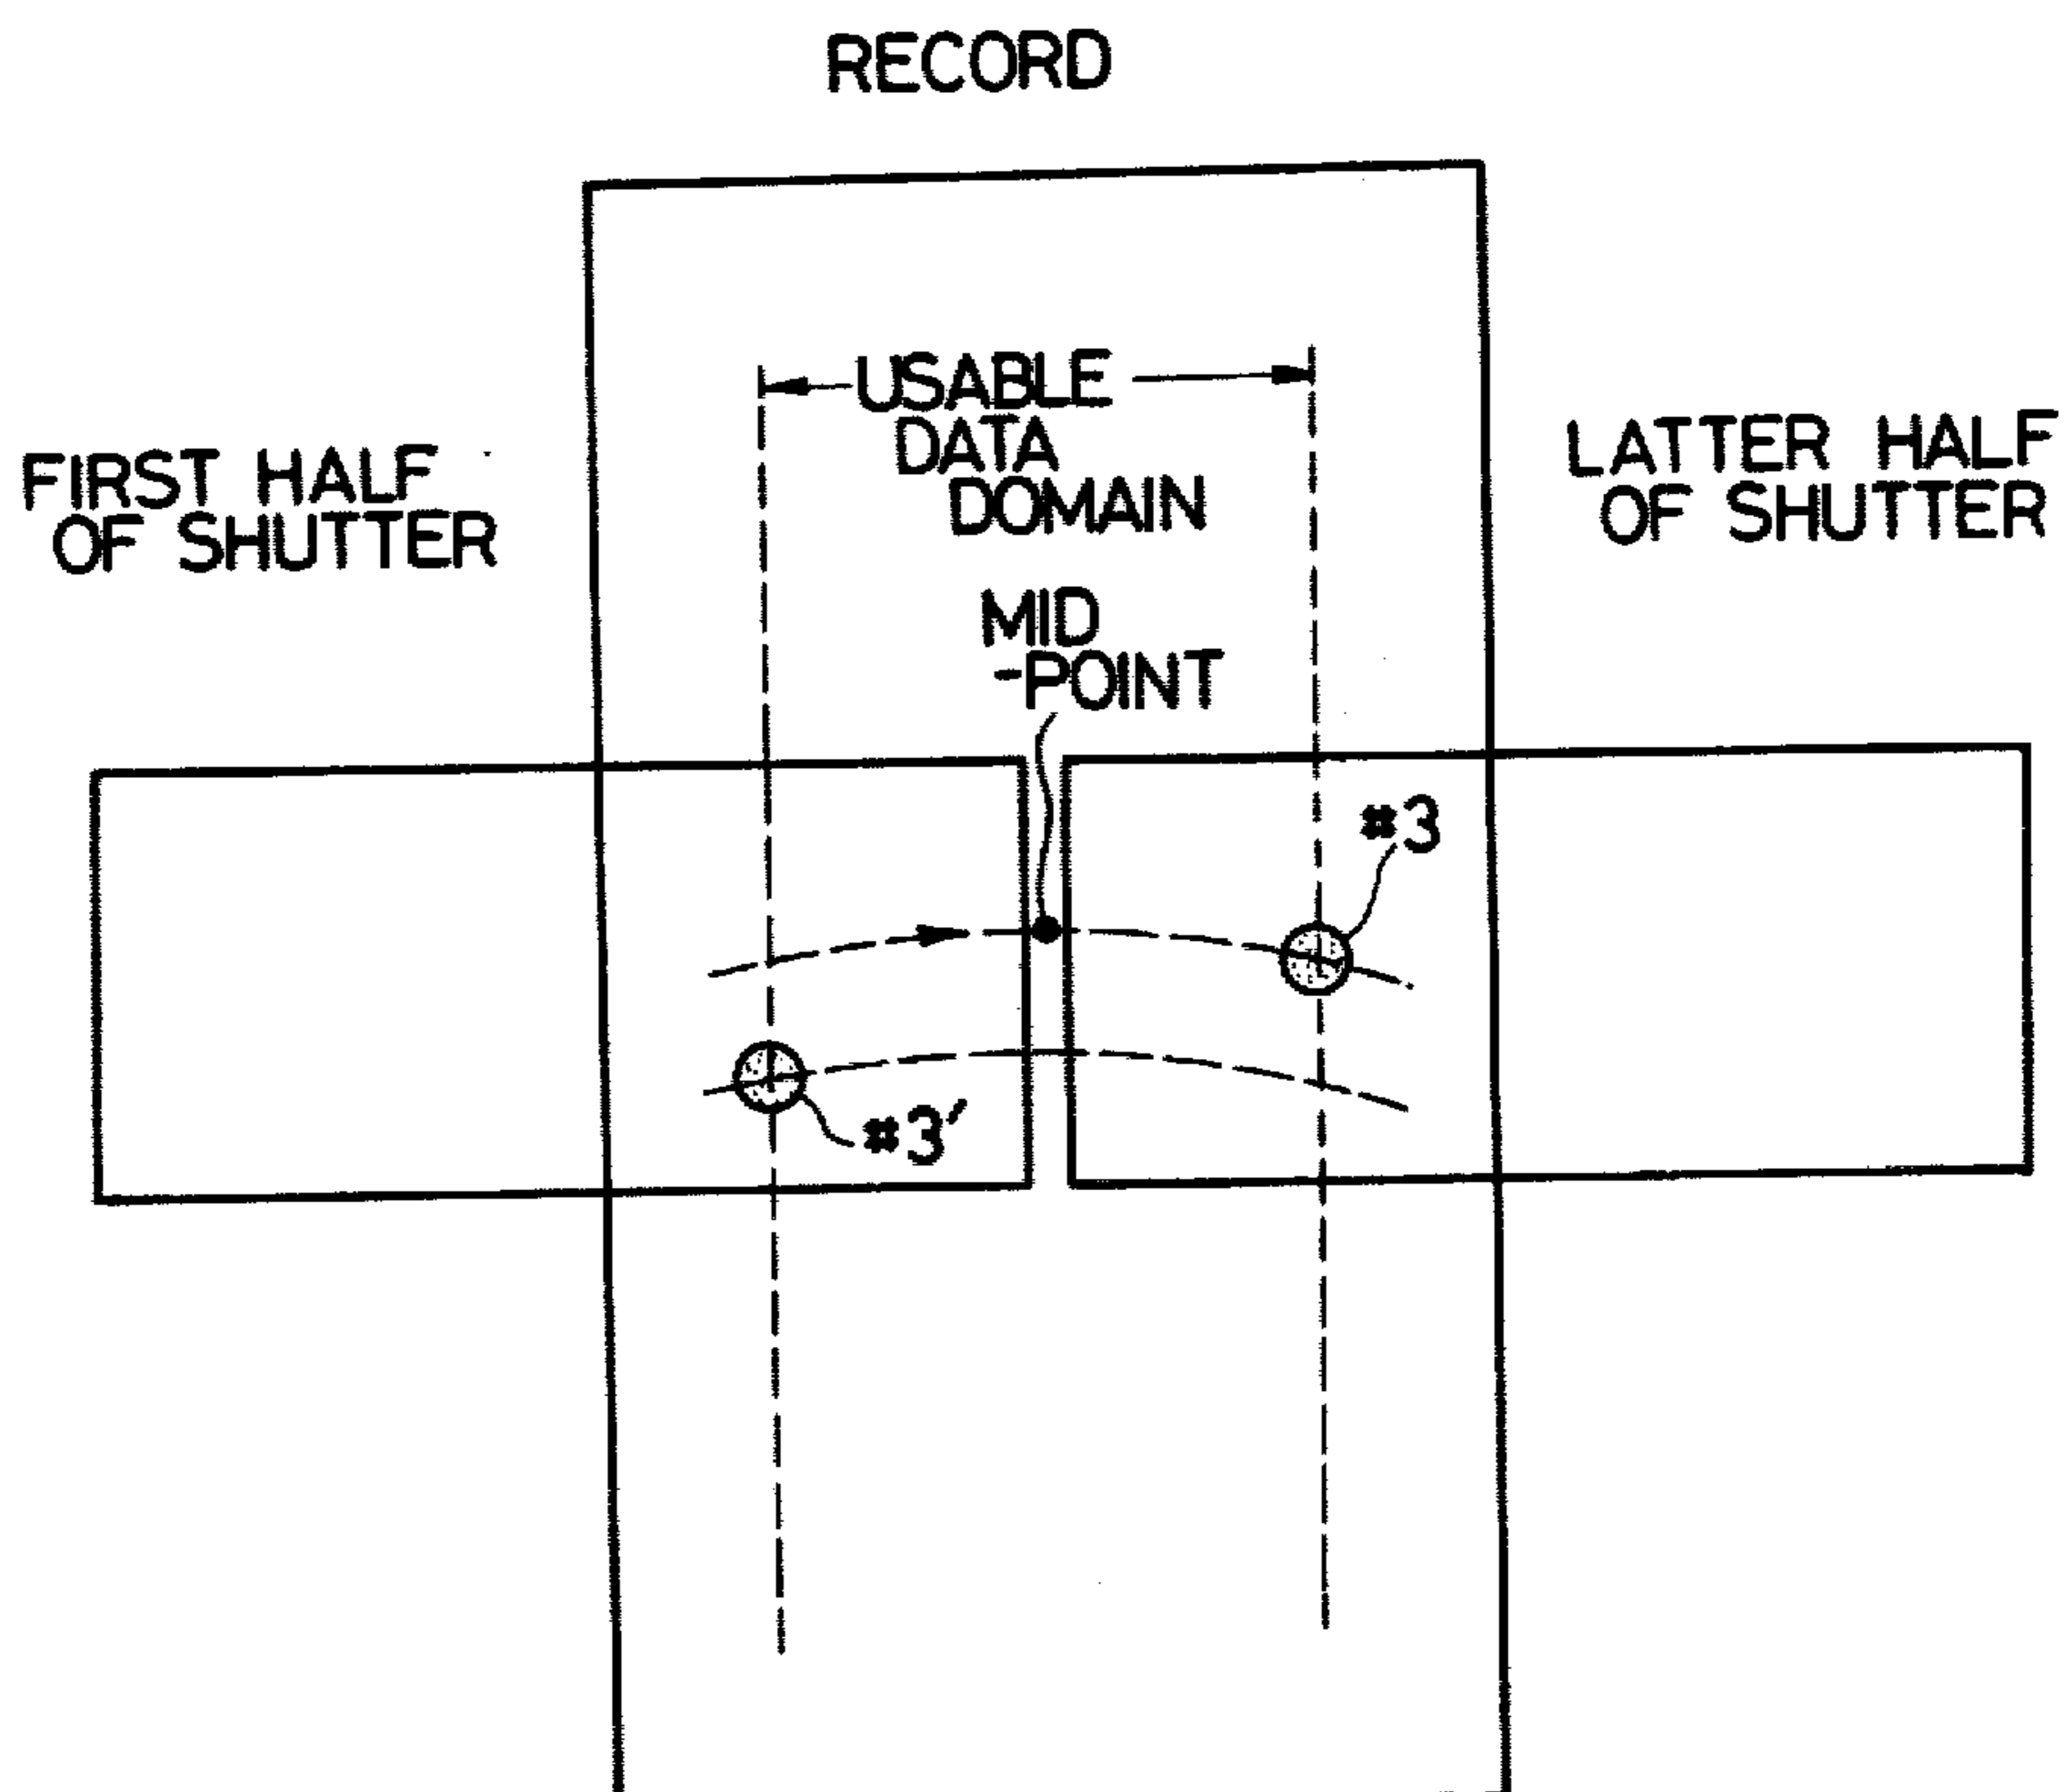 RECORD
USABLE
DATA
DOMAIN
FIRST HALF
OF SHUTTER
LATTER HALF
OF SHUTTER
MID
-POINT
#3
#3'